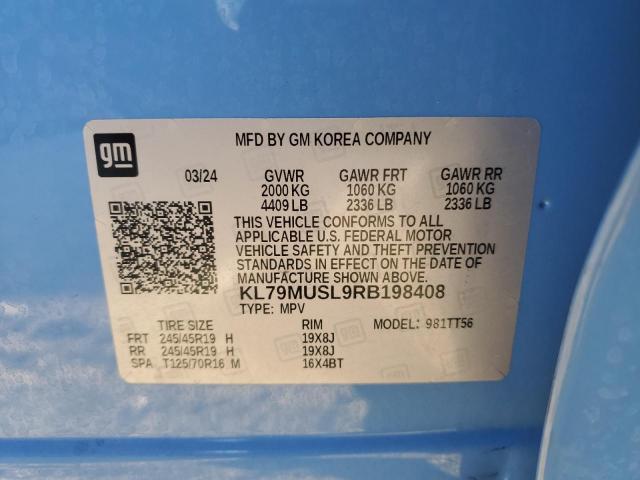 gm
MFD BY GM KOREA COMPANY
03/24 GVWR GAWR FRT GAWR RR
2000 KG 1060 KG 1060 KG
4409 LB 2336 LB 2336 LB
THIS VEHICLE CONFORMS TO ALL
APPLICABLE U.S. FEDERAL MOTOR
VEHICLE SAFETY AND THEFT PREVENTION
STANDARDS IN EFFECT ON THE DATE OF
MANUFACTURE SHOWN ABOVE.
KL79MUSL9RB198408
TYPE: MPV
TIRE SIZE RIM MODEL: 981TT56
FRT 245/45R19 H 19X8J
RR 245/45R19 H 19X8J
SPA T125/70R16 M 16X4BT